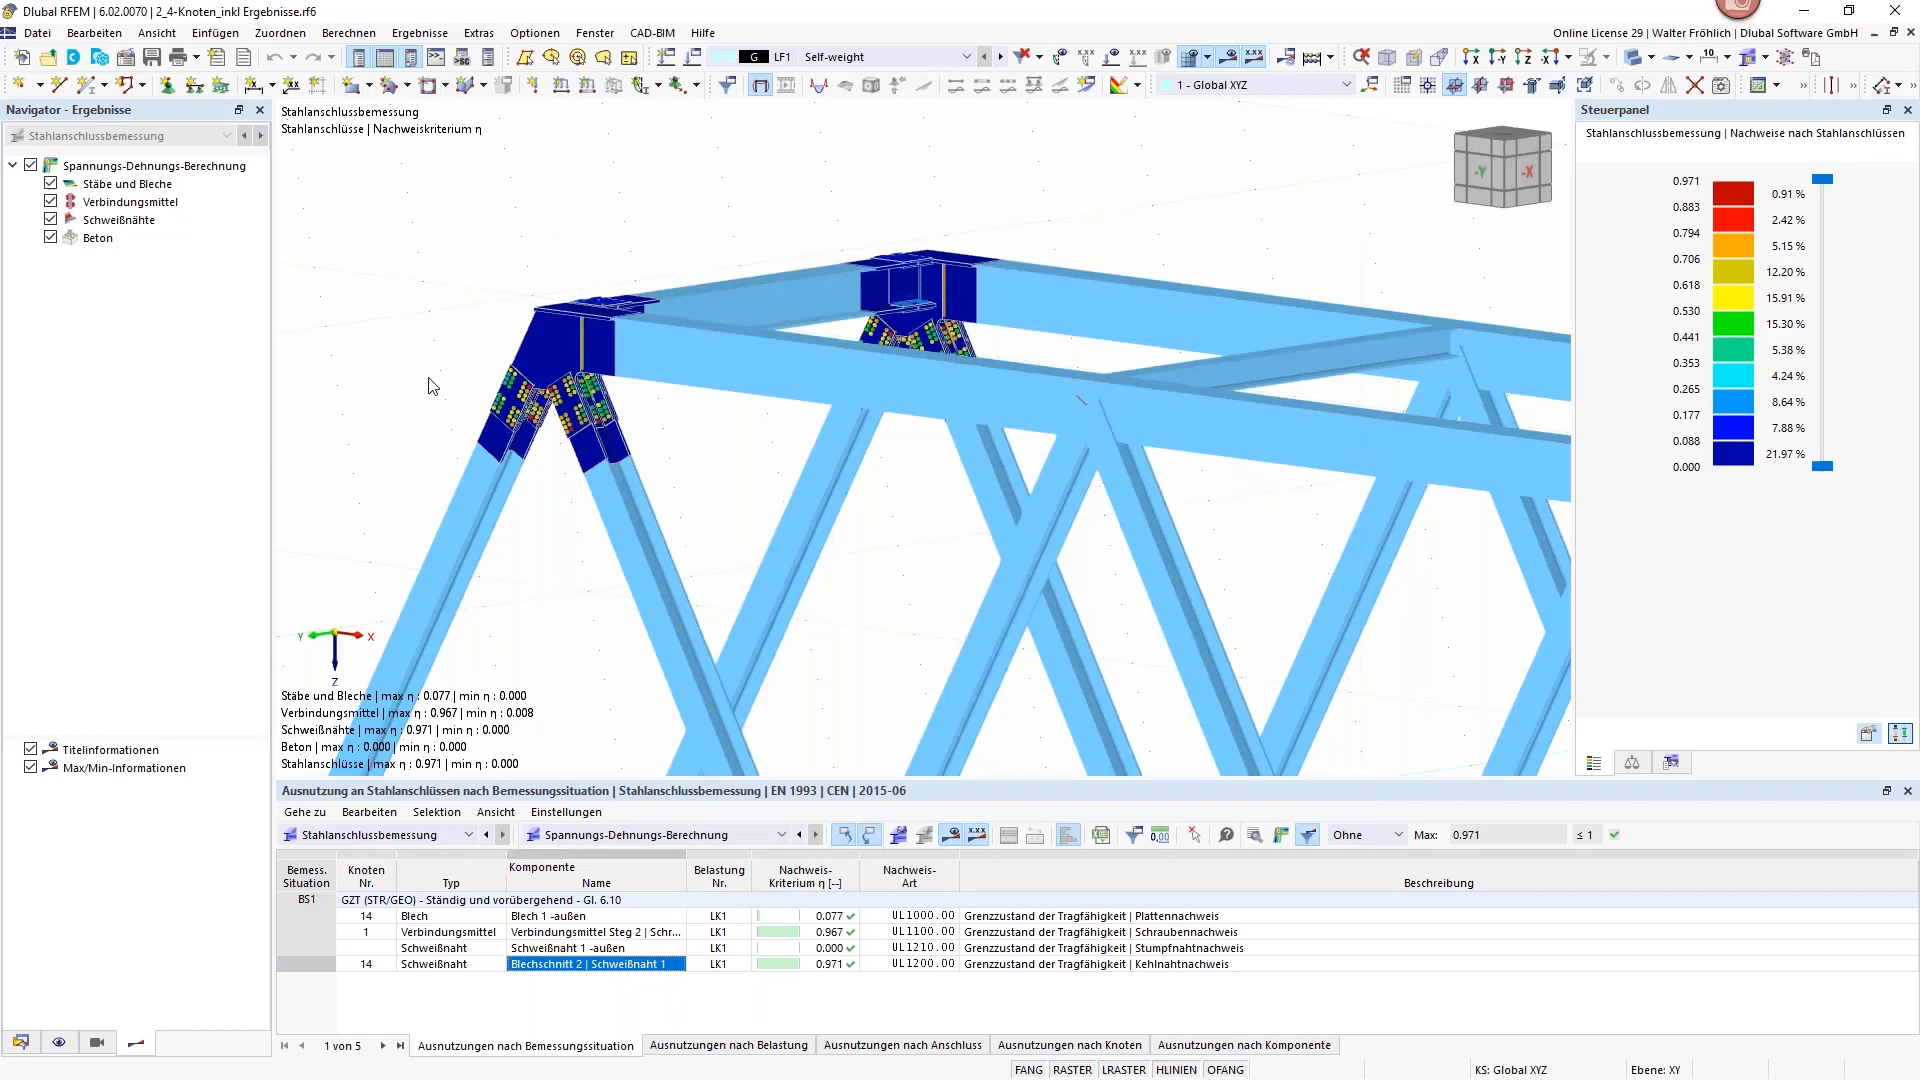 Dlubal RFEM | 6.02.0070 | 2_4-Knoten_inkl Ergebnisse.rf6
Datei Bearbeiten Ansicht Einfügen Zuordnen Berechnen Ergebnisse Extras Optionen Fenster CAD-BIM Hilfe
Online License 29 | Walter Fröhlich | Dlubal Software GmbH
G LF1 Self-weight
1 - Global XYZ
Navigator - Ergebnisse
Stahlanschlussbemessung
Spannungs-Dehnungs-Berechnung
Stäbe und Bleche
Verbindungsmittel
Schweißnähte
Beton
Titelinformationen
Max/Min-Informationen
Stahlanschlussbemessung
Stahlanschlüsse | Nachweiskriterium η
-Y -X
Y X
Z
Stäbe und Bleche | max η : 0.077 | min η : 0.000
Verbindungsmittel | max η : 0.967 | min η : 0.008
Schweißnähte | max η : 0.971 | min η : 0.000
Beton | max η : 0.000 | min η : 0.000
Stahlanschlüsse | max η : 0.971 | min η : 0.000
Steuerpanel
Stahlanschlussbemessung | Nachweise nach Stahlanschlüssen
0.971
0.91 %
0.883
2.42 %
0.794
5.15 %
0.706
12.20 %
0.618
15.91 %
0.530
15.30 %
0.441
5.38 %
0.353
4.24 %
0.265
8.64 %
0.177
7.88 %
0.088
21.97 %
0.000
Ausnutzung an Stahlanschlüssen nach Bemessungssituation | Stahlanschlussbemessung | EN 1993 | CEN | 2015-06
Gehe zu Bearbeiten Selektion Ansicht Einstellungen
Stahlanschlussbemessung Spannungs-Dehnungs-Berechnung Ohne Max: 0.971 ≤ 1
Bemess. Situation Knoten Nr. Komponente Typ Name Belastung Nr. Nachweis-Kriterium η [--] Nachweis-Art Beschreibung
BS1 GZT (STR/GEO) - Ständig und vorübergehend - Gl. 6.10
14 Blech Blech 1 -außen LK1 0.077 UL1000.00 Grenzzustand der Tragfähigkeit | Plattennachweis
1 Verbindungsmittel Verbindungsmittel Steg 2 | Schr... LK1 0.967 UL1100.00 Grenzzustand der Tragfähigkeit | Schraubennachweis
Schweißnaht Schweißnaht 1 -außen LK1 0.000 UL1210.00 Grenzzustand der Tragfähigkeit | Stumpfnahtnachweis
14 Schweißnaht Blechschnitt 2 | Schweißnaht 1 LK1 0.971 UL1200.00 Grenzzustand der Tragfähigkeit | Kehlnahtnachweis
1 von 5 Ausnutzungen nach Bemessungssituation Ausnutzungen nach Belastung Ausnutzungen nach Anschluss Ausnutzungen nach Knoten Ausnutzungen nach Komponente
FANG RASTER LRASTER HLINIEN OFANG KS: Global XYZ Ebene: XY